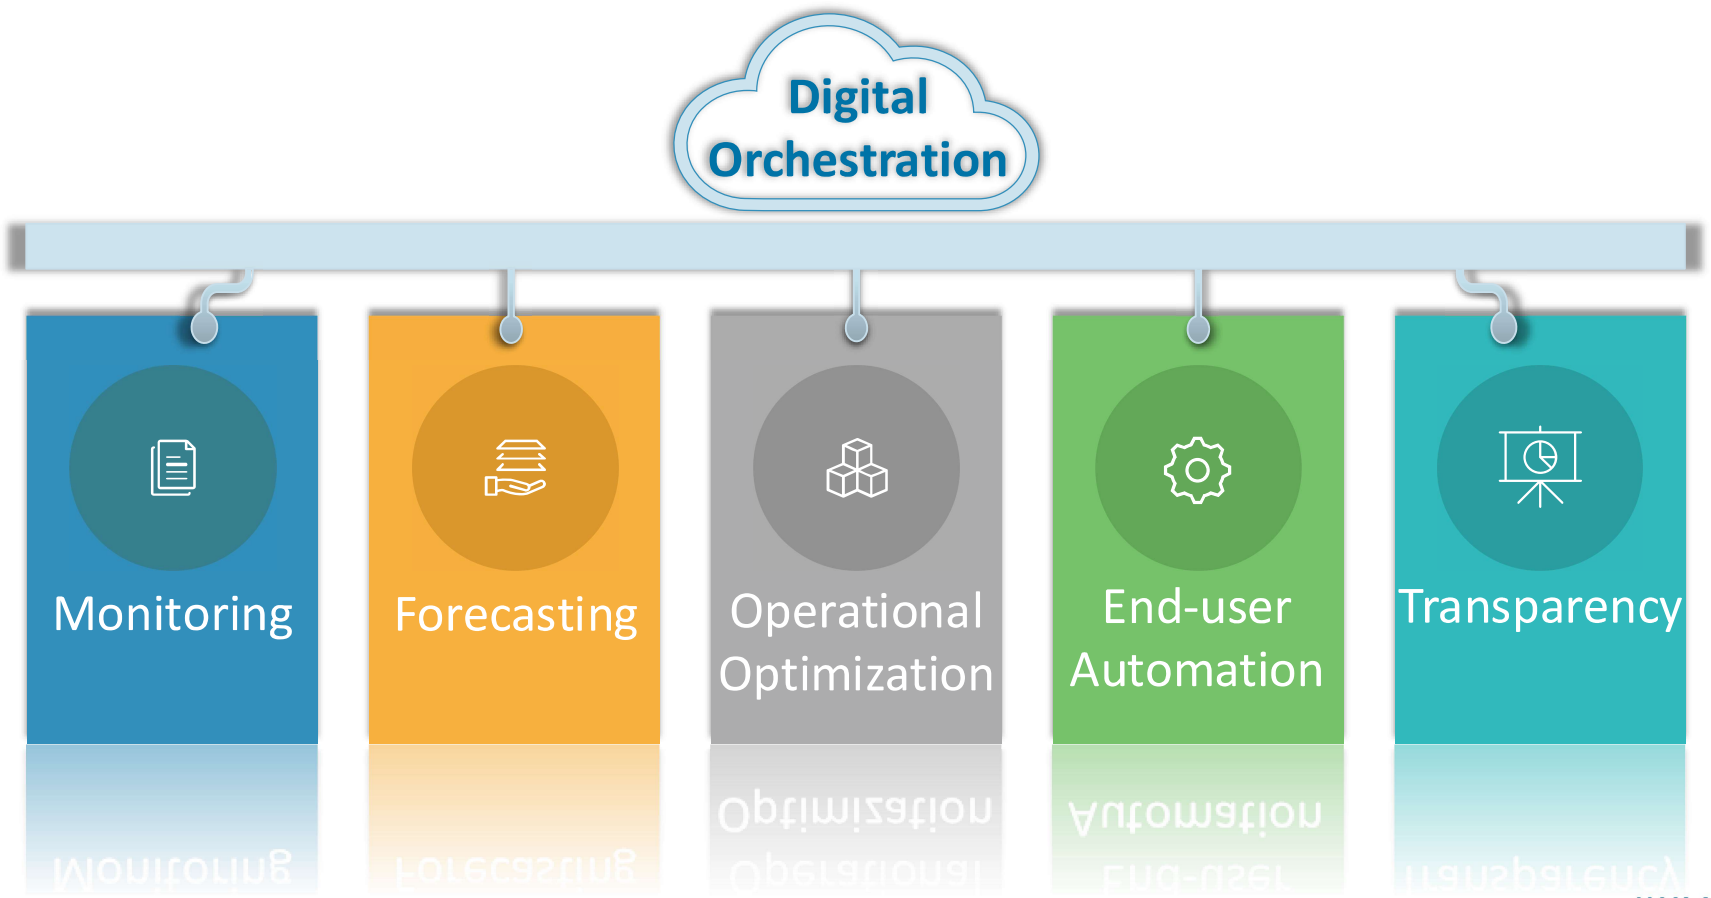 Digital
Orchestration
Monitoring
Forecasting
Operational
Optimization
End-user
Automation
Transparency